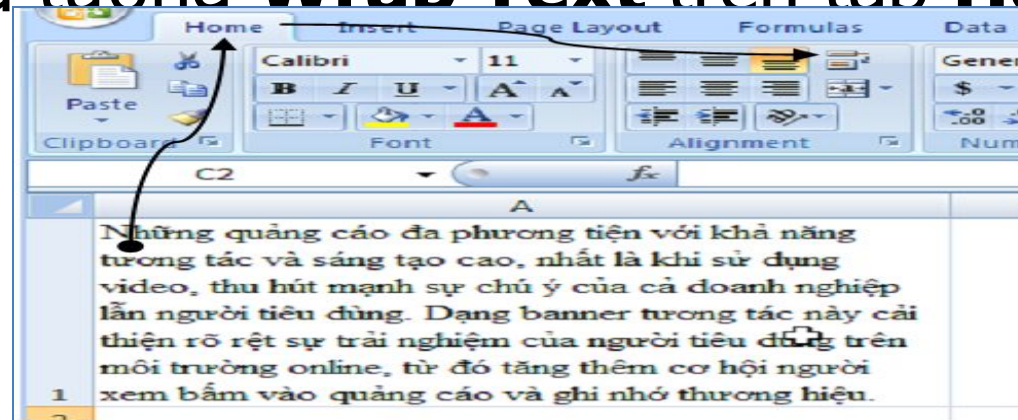 tượng Wrap Text trên tab
Home Insert Page Layout Formulas Data
Calibri 11
B I U A A
$
Paste
.00
Clipboard Font Alignment
C2 fx
A
Những quảng cáo đa phương tiện với khả năng
tương tác và sáng tạo cao, nhất là khi sử dụng
video, thu hút mạnh sự chú ý của cả doanh nghiệp
lẫn người tiêu dùng. Dạng banner tương tác này cải
thiện rõ rệt sự trải nghiệm của người tiêu dùng trên
môi trường online, từ đó tăng thêm cơ hội người
1 xem bấm vào quảng cáo và ghi nhớ thương hiệu.